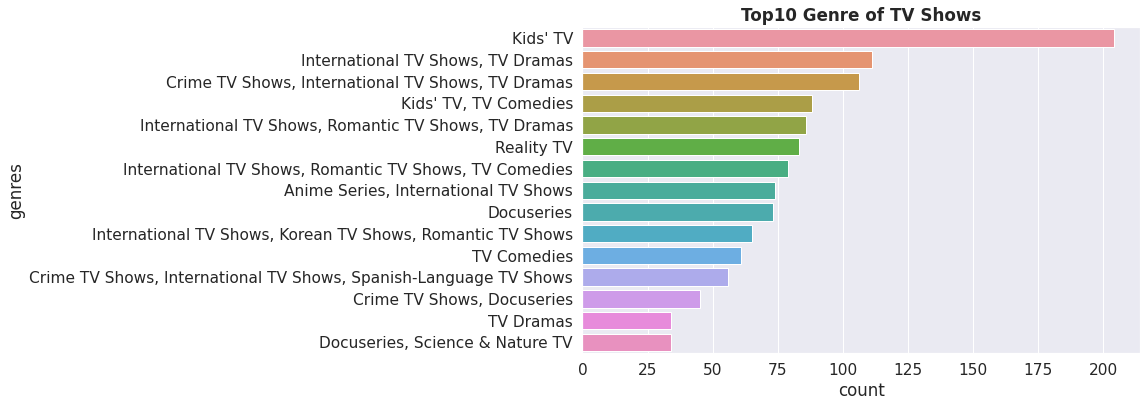 Top10 Genre of TV Shows
genres
Kids' TV
International TV Shows, TV Dramas
Crime TV Shows, International TV Shows, TV Dramas
Kids' TV, TV Comedies
International TV Shows, Romantic TV Shows, TV Dramas
Reality TV
International TV Shows, Romantic TV Shows, TV Comedies
Anime Series, International TV Shows
Docuseries
International TV Shows, Korean TV Shows, Romantic TV Shows
TV Comedies
Crime TV Shows, International TV Shows, Spanish-Language TV Shows
Crime TV Shows, Docuseries
TV Dramas
Docuseries, Science & Nature TV
0 25 50 75 100 125 150 175 200
count